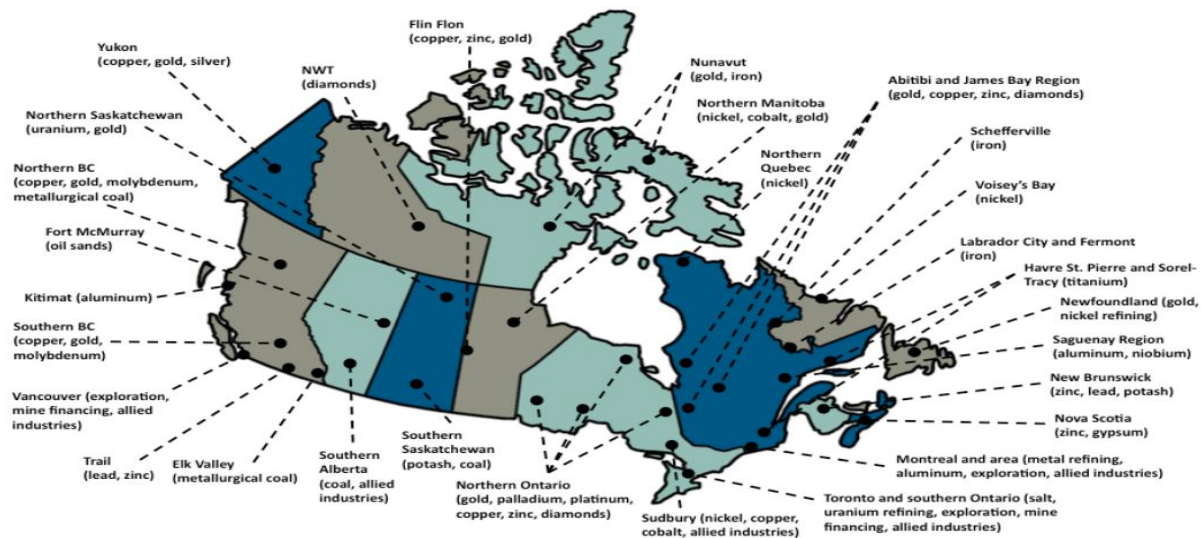 Flin Flon
(copper, zinc, gold)
Yukon
(copper, gold, silver)
NWT
(diamonds)
Nunavut
(gold, iron)
Abitibi and James Bay Region
(gold, copper, zinc, diamonds)
Northern Saskatchewan
(uranium, gold)
Northern Manitoba
(nickel, cobalt, gold)
Schefferville
(iron)
Northern BC
(copper, gold, molybdenum,
metallurgical coal)
Northern
Quebec
(nickel)
Voisey's Bay
(nickel)
Fort McMurray
(oil sands)
Labrador City and Fermont
(iron)
Havre St. Pierre and Sorel-
Tracy (titanium)
Kitimat (aluminum)
Newfoundland (gold,
nickel refining)
Southern BC
(copper, gold,
molybdenum)
Saguenay Region
(aluminum, niobium)
New Brunswick
(zinc, lead, potash)
Vancouver (exploration,
mine financing, allied
industries)
Nova Scotia
(zinc, gypsum)
Trail
(lead, zinc)
Elk Valley
(metallurgical coal)
Southern
Alberta
(coal, allied
industries)
Southern
Saskatchewan
(potash, coal)
Northern Ontario
(gold, palladium, platinum,
copper, zinc, diamonds)
Montreal and area (metal refining,
aluminum, exploration, allied industries)
Sudbury (nickel, copper,
cobalt, allied industries)
Toronto and southern Ontario (salt,
uranium refining, exploration, mine
financing, allied industries)